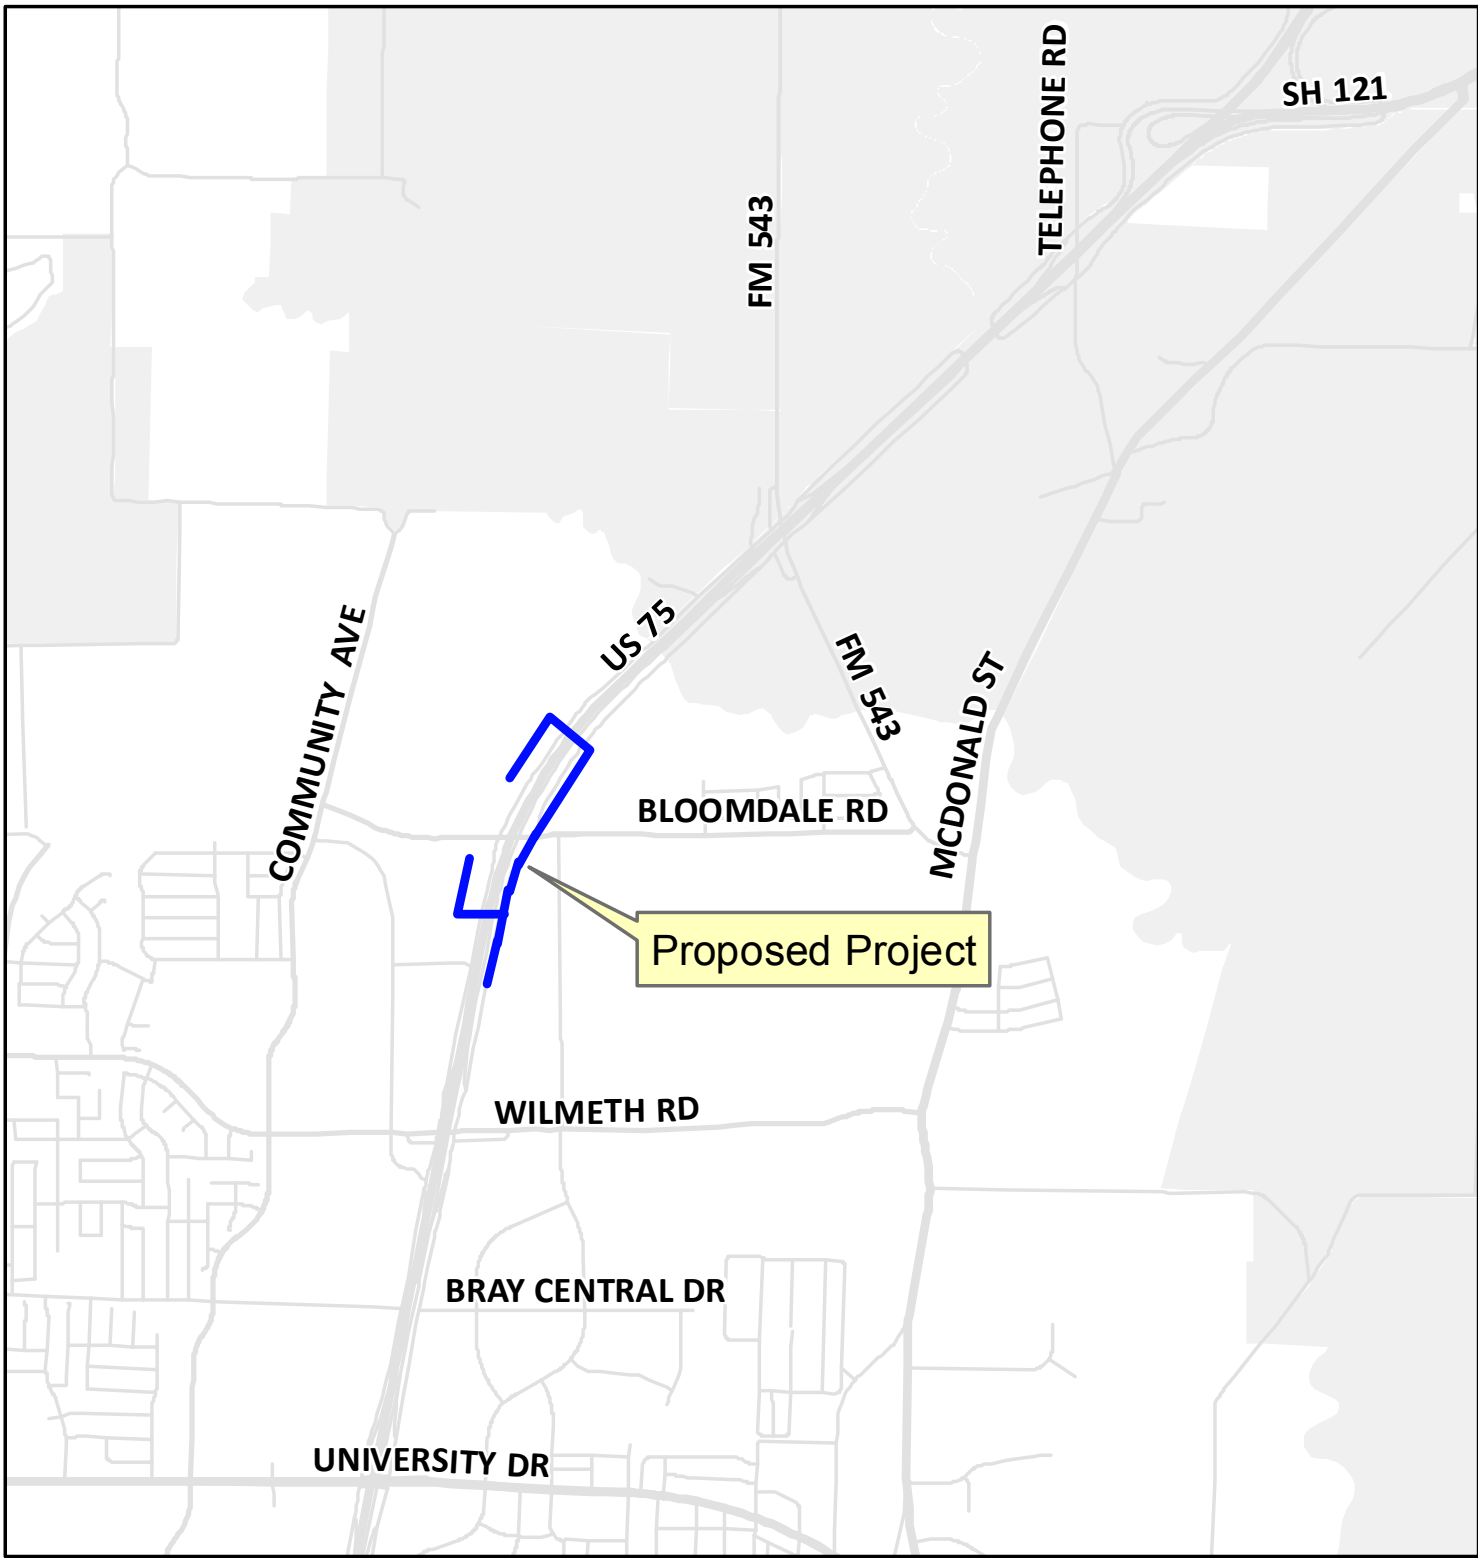 TELEPHONE RD
SH 121
FM 543
US 75
COMMUNITY AVE
FM 543
MCDONALD ST
BLOOMDALE RD
Proposed Project
WILMETH RD
BRAY CENTRAL DR
UNIVERSITY DR